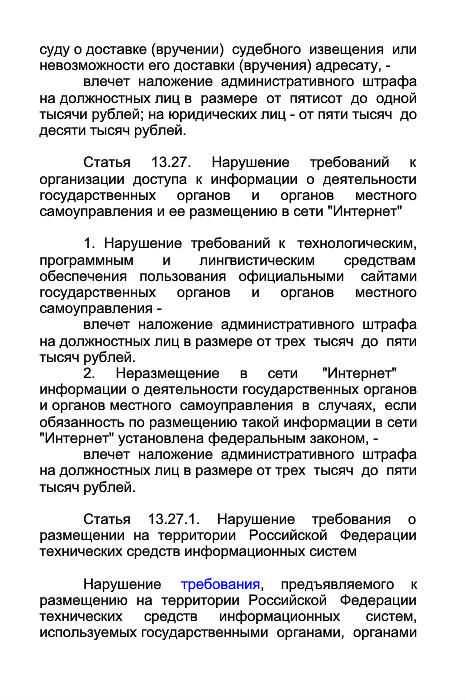 суду о доставке (вручении) судебного извещения или
невозможности его доставки (вручения) адресату, -
влечет наложение административного штрафа
на должностных лиц в размере от пятисот до одной
тысячи рублей; на юридических лиц - от пяти тысяч до
десяти тысяч рублей.
Статья 13.27. Нарушение требований к
организации доступа к информации о деятельности
государственных органов и органов местного
самоуправления и ее размещению в сети "Интернет"
1. Нарушение требований к технологическим,
программным и лингвистическим средствам
обеспечения пользования официальными сайтами
государственных органов и органов местного
самоуправления -
влечет наложение административного штрафа
на должностных лиц в размере от трех тысяч до пяти
тысяч рублей.
2. Неразмещение в сети "Интернет"
информации о деятельности государственных органов
и органов местного самоуправления в случаях, если
обязанность по размещению такой информации в сети
"Интернет" установлена федеральным законом, -
влечет наложение административного штрафа
на должностных лиц в размере от трех тысяч до пяти
тысяч рублей.
Статья 13.27.1. Нарушение требования о
размещении на территории Российской Федерации
технических средств информационных систем
Нарушение требования, предъявляемого к
размещению на территории Российской Федерации
технических средств информационных систем,
используемых государственными органами, органами